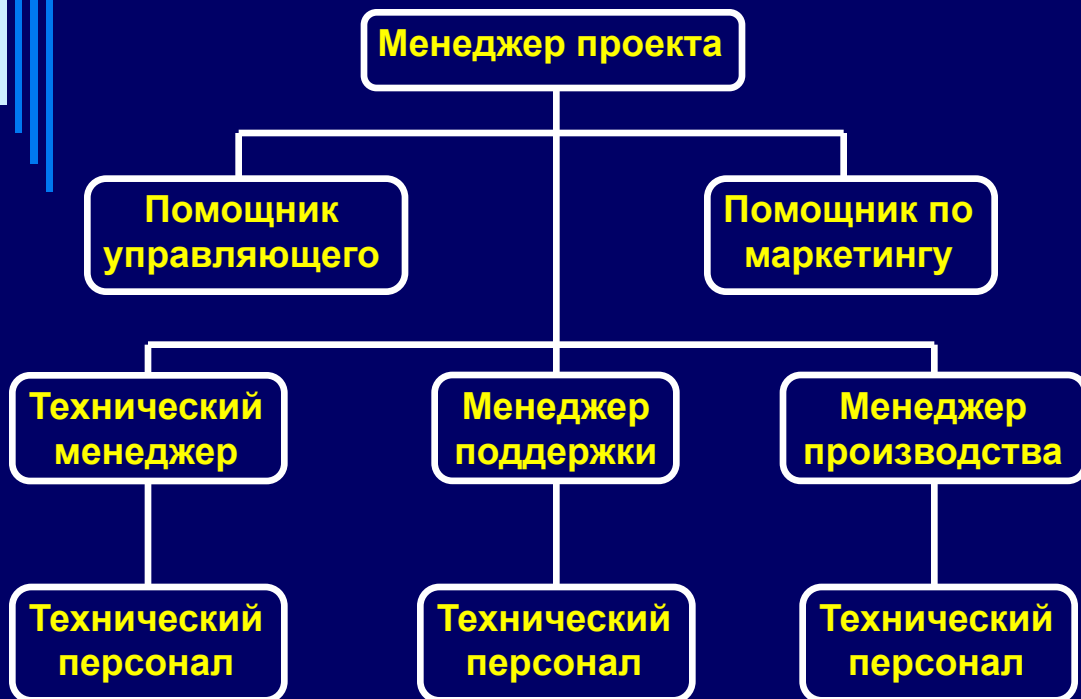 Менеджер проекта
Помощник
управляющего
Помощник по
маркетингу
Технический
менеджер
Менеджер
поддержки
Менеджер
производства
Технический
персонал
Технический
персонал
Технический
персонал